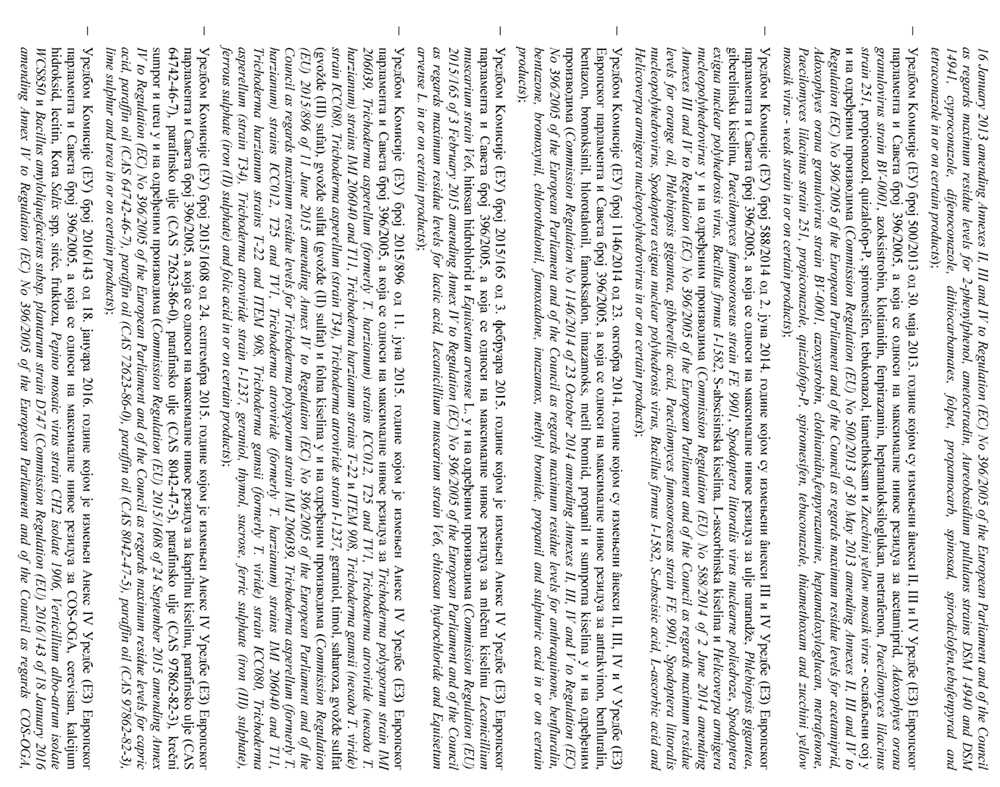 16 January 2013 amending Annexes II, III and IV to Regulation (EC) No 396/2005 of the European Parliament and of the Council
as regards maximum residue levels for 2-phenylphenol, ametoctradin, Aureobasidium pullulans strains DSM 14940 and DSM
14941, cyproconazole, difenoconazole, dithiocarbamates, folpet, propamocarb, spinosad, spirodiclofen,tebufenpyrad and
tetraconazole in or on certain products);
– Уредбом Комисије (ЕУ) број 500/2013 од 30. маја 2013. године којом су измењени âнекси II, III и IV Уредбе (ЕЗ) Европског
парламента и Савета број 396/2005, а која се односи на максималне нивое резидуа за acetamiprid, Adoxophyes orana
granulovirus strain BV-0001, azoksistrobin, klotianidin, fenpirazamin, heptamaloksiloglukan, metrafenon, Paecilomyces lilacinus
strain 251, propiconazol, quizalofop-P, spiromesifen, tebukonazol, tiamethoksam и Zucchini yellow mosaik virus - ослабљени сој у
и на одређеним производима (Commission Regulation (EU) No 500/2013 of 30 May 2013 amending Annexes II, III and IV to
Regulation (EC) No 396/2005 of the European Parliament and of the Council as regards maximum residue levels for acetamiprid,
Adoxophyes orana granulovirus strain BV-0001, azoxystrobin, clothianidin,fenpyrazamine, heptamaloxyloglucan, metrafenone,
Paecilomyces lilacinus strain 251, propiconazole, quizalofop-P, spiromesifen, tebuconazole, thiamethoxam and zucchini yellow
mosaik virus - weak strain in or on certain products);
– Уредбом Комисије (ЕУ) број 588/2014 од 2. јуна 2014. године којом су измењени âнекси III и IV Уредбе (ЕЗ) Европског
парламента и Савета број 396/2005, а која се односи на максималне нивое резидуа за ulje narandže, Phlebiopsis gigantea,
giberelinsku kiselinu, Paecilomyces fumosoroseus strain FE 9901, Spodoptera littoralis virus nuclearne poliedroze, Spodoptera
exigua nuclear polyhedrosis virus, Bacillus firmus I-1582, S-abscisinska kiselina, L-ascorbinska kiselina и Helicoverpa armigera
nucleopolyhedrovirus у и на одређеним производима (Commission Regulation (EU) No 588/2014 of 2 June 2014 amending
Annexes III and IV to Regulation (EC) No 396/2005 of the European Parliament and of the Council as regards maximum residue
levels for orange oil, Phlebiopsis gigantea, gibberellic acid, Paecilomyces fumosoroseus strain FE 9901, Spodoptera littoralis
nucleopolyhedrovirus, Spodoptera exigua nuclear polyhedrosis virus, Bacillus firmus I-1582, S-abscisic acid, L-ascorbic acid and
Helicoverpa armigera nucleopolyhedrovirus in or on certain products);
– Уредбом Комисије (ЕУ) број 1146/2014 од 23. октобра 2014. године којом су измењени âнекси II, III, IV и V Уредбе (ЕЗ)
Европског парламента и Савета број 396/2005, а која се односи на максималне нивое резидуа за antrakvinon, benfluralin,
bentazon, bromoksinil, hlorotalonil, famoksadon, imazamoks, metil bromid, propanil и sumporna kiselina у и на одређеним
производима (Commission Regulation No 1146/2014 of 23 October 2014 amending Annexes II, III, IV and V to Regulation (EC)
No 396/2005 of the European Parliament and of the Council as regards maximum residue levels for anthraquinone, benfluralin,
bentazone, bromoxynil, chlorothalonil, famoxadone, imazamox, methyl bromide, propanil and sulphuric acid in or on certain
products);
– Уредбом Комисије (ЕУ) број 2015/165 од 3. фебруара 2015. године којом је измењен Анекс IV Уредбе (ЕЗ) Европског
парламента и Савета број 396/2005, а која се односи на максималне нивое резидуа за mlečnu kiselinu Lecanicillium
muscarium strain Ve6, hitosan hidrohlorid и Equisetum arvense L. у и на одређеним производима (Commission Regulation (EU)
2015/165 of 3 February 2015 amending Annex IV to Regulation (EC) No 396/2005 of the European Parliament and of the Council
as regards maximum residue levels for lactic acid, Lecanicillium muscarium strain Ve6, chitosan hydrochloride and Equisetum
arvense L. in or on certain products);
– Уредбом Комисије (ЕУ) број 2015/896 од 11. јуна 2015. године којом је измењен Анекс IV Уредбе (ЕЗ) Европског
парламента и Савета број 396/2005, а која се односи на максималне нивое резидуа за Trichoderma polysporum strain IMI
206039, Trichoderma asperellum (formerly T. harzianum) strains ICC012, T25 and TV1, Trichoderma atroviride (некада T.
harzianum) strains IMI 206040 and T11, Trichoderma harzianum strains T-22 и ITEM 908, Trichoderma gamsii (некада T. viride)
strain ICC080, Trichoderma asperellum (strain T34), Trichoderma atroviride strain I-1237, geraniol, timol, saharoza, gvožđe sulfat
(gvožđe (III) sulfat), gvožđe sulfat (gvožđe (II) sulfat) и folna kiselina у и на одређеним производима (Commission Regulation
(EU) 2015/896 of 11 June 2015 amending Annex IV to Regulation (EC) No 396/2005 of the European Parliament and of the
Council as regards maximum residue levels for Trichoderma polysporum strain IMI 206039, Trichoderma asperellum (formerly T.
harzianum) strains ICC012, T25 and TV1, Trichoderma atroviride (formerly T. harzianum) strains IMI 206040 and T11,
Trichoderma harzianum strains T-22 and ITEM 908, Trichoderma gamsii (formerly T. viride) strain ICC080, Trichoderma
asperellum (strain T34), Trichoderma atroviride strain I-1237, geraniol, thymol, sucrose, ferric sulphate (iron (III) sulphate),
ferrous sulphate (iron (II) sulphate) and folic acid in or on certain products);
– Уредбом Комисије (ЕУ) број 2015/1608 од 24. септембра 2015. године којом је измењен Анекс IV Уредбе (ЕЗ) Европског
парламента и Савета број 396/2005, а која се односи на максималне нивое резидуа за kaprilnu kiselinu, parafinsko ulje (CAS
64742-46-7), parafinsko ulje (CAS 72623-86-0), parafinsko ulje (CAS 8042-47-5), parafinsko ulje (CAS 97862-82-3), krečni
sumpor и ureu у и на одређеним производима (Commission Regulation (EU) 2015/1608 of 24 September 2015 amending Annex
IV to Regulation (EC) No 396/2005 of the European Parliament and of the Council as regards maximum residue levels for capric
acid, paraffin oil (CAS 64742-46-7), paraffin oil (CAS 72623-86-0), paraffin oil (CAS 8042-47-5), paraffin oil (CAS 97862-82-3),
lime sulphur and urea in or on certain products);
– Уредбом Комисије (ЕУ) број 2016/143 од 18. јануара 2016. године којом је измењен Анекс IV Уредбе (ЕЗ) Европског
парламента и Савета број 396/2005, а која се односи на максималне нивое резидуа за COS-OGA, cerevisan, kalcijum
hidroksid, lecitin, Kora Salix spp, sirće, fruktozu, Pepino mosaic virus strain CH2 isolate 1906, Verticillium albo-atrum isolate
WCS850 и Bacillus amyloliquefaciens subsp. plantarum strain D747 (Commission Regulation (EU) 2016/143 of 18 January 2016
amending Annex IV to Regulation (EC) No 396/2005 of the European Parliament and of the Council as regards COS-OGA,